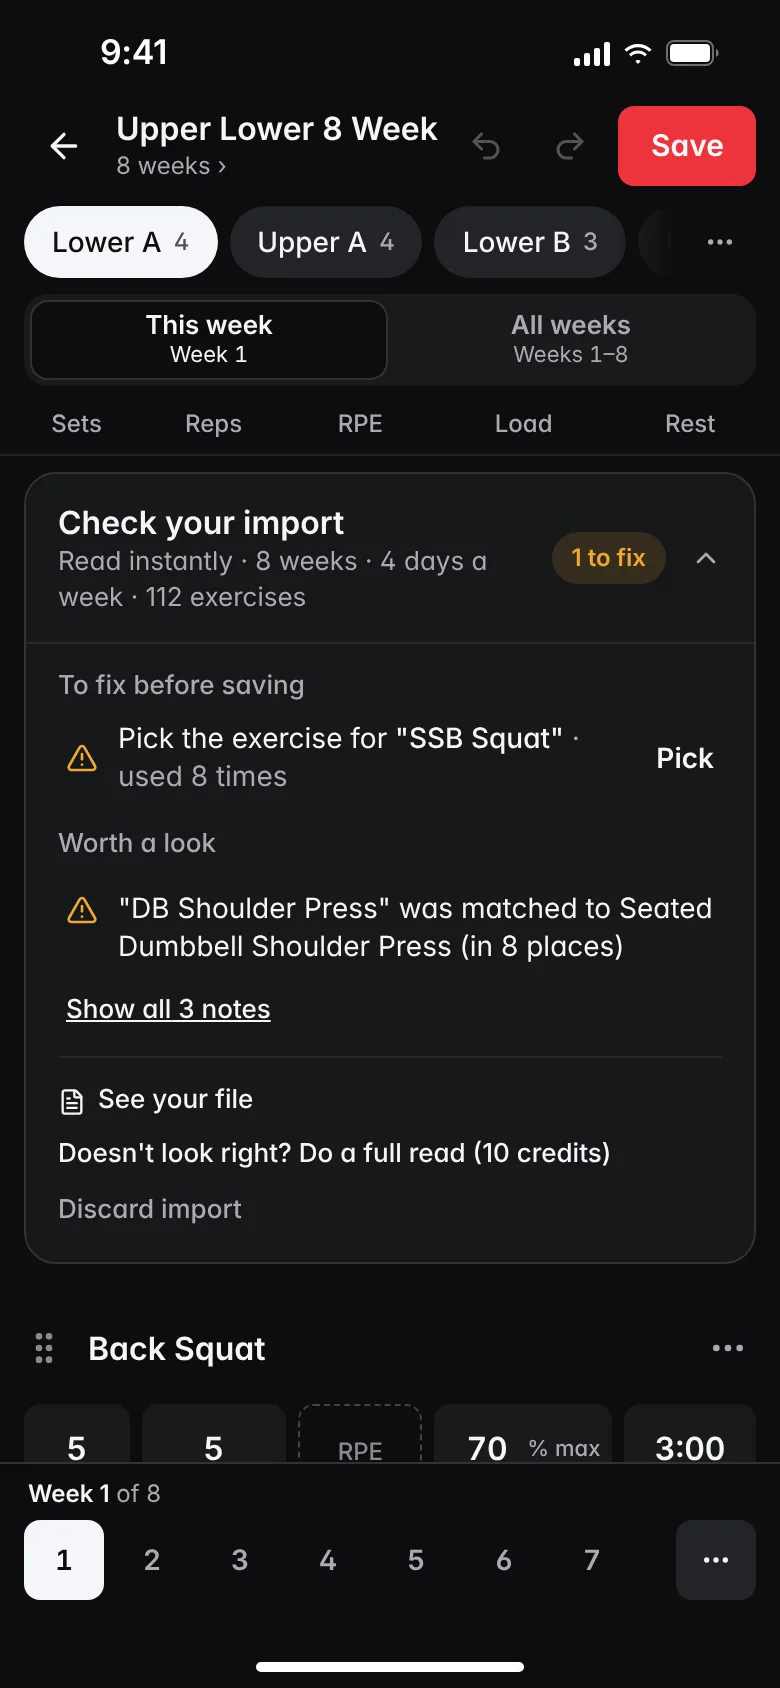 9:41
Upper Lower 8 Week
8 weeks ›
Save
Lower A 4
Upper A 4
Lower B 3
This week
Week 1
All weeks
Weeks 1–8
Sets Reps RPE Load Rest
Check your import
Read instantly · 8 weeks · 4 days a
week · 112 exercises
1 to fix
To fix before saving
Pick the exercise for "SSB Squat" ·
used 8 times
Pick
Worth a look
"DB Shoulder Press" was matched to Seated
Dumbbell Shoulder Press (in 8 places)
Show all 3 notes
See your file
Doesn't look right? Do a full read (10 credits)
Discard import
Back Squat
5 5 RPE 70 % max 3:00
Week 1 of 8
1 2 3 4 5 6 7